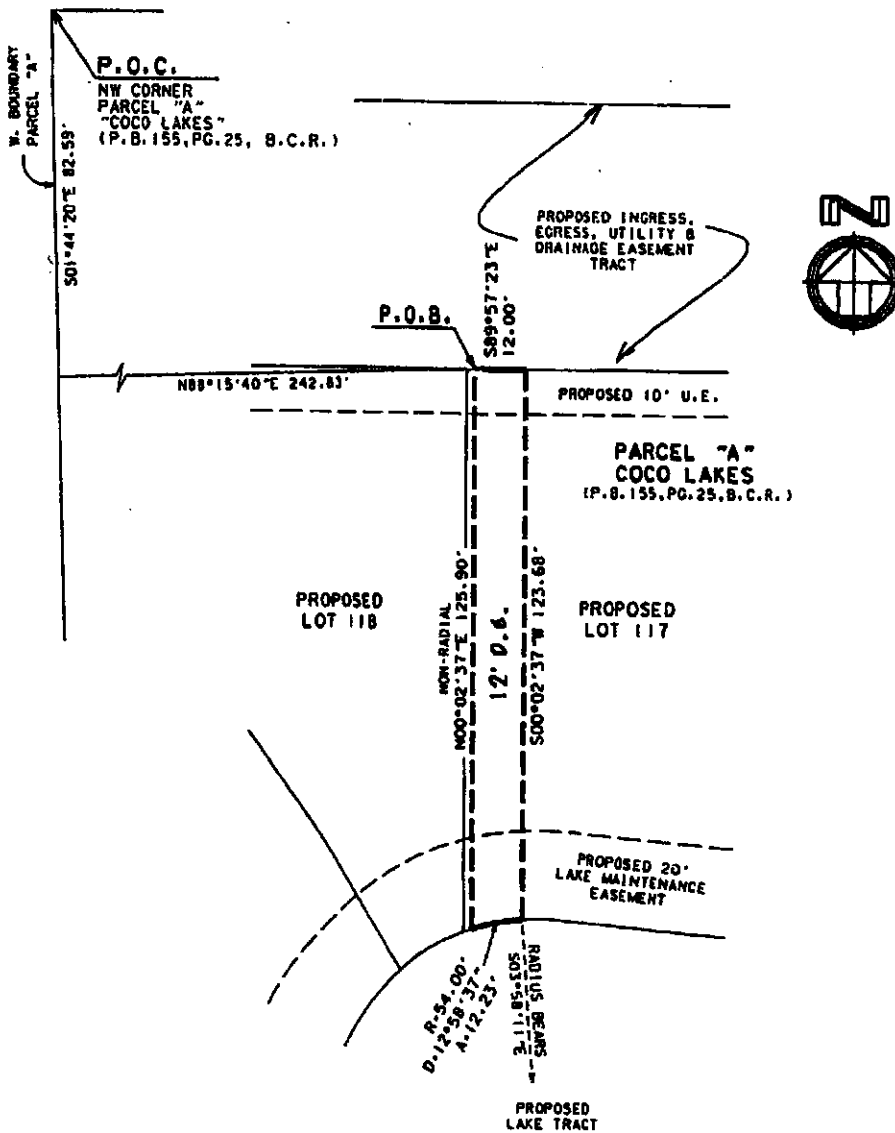 W. BOUNDARY
PARCEL "A"
S01°44'20"E 82.59'
P.O.C.
NW CORNER
PARCEL "A"
"COCO LAKES"
(P.B.155,PG.25, B.C.R.)
PROPOSED INGRESS,
EGRESS, UTILITY &
DRAINAGE EASEMENT
TRACT
N
P.O.B.
S89°57'23"E
12.00'
N88°15'40"E 242.83'
PROPOSED 10' U.E.
PARCEL "A"
COCO LAKES
(P.B.155,PG.25,B.C.R.)
PROPOSED
LOT 118
NON-RADIAL
N00°02'37"E 125.90'
12' D.E.
S00°02'37"W 123.68'
PROPOSED
LOT 117
PROPOSED 20'
LAKE MAINTENANCE
EASEMENT
R=54.00'
D=12°58'37"
A=12.23'
RADIUS BEARS
S03°58'11"E
PROPOSED
LAKE TRACT